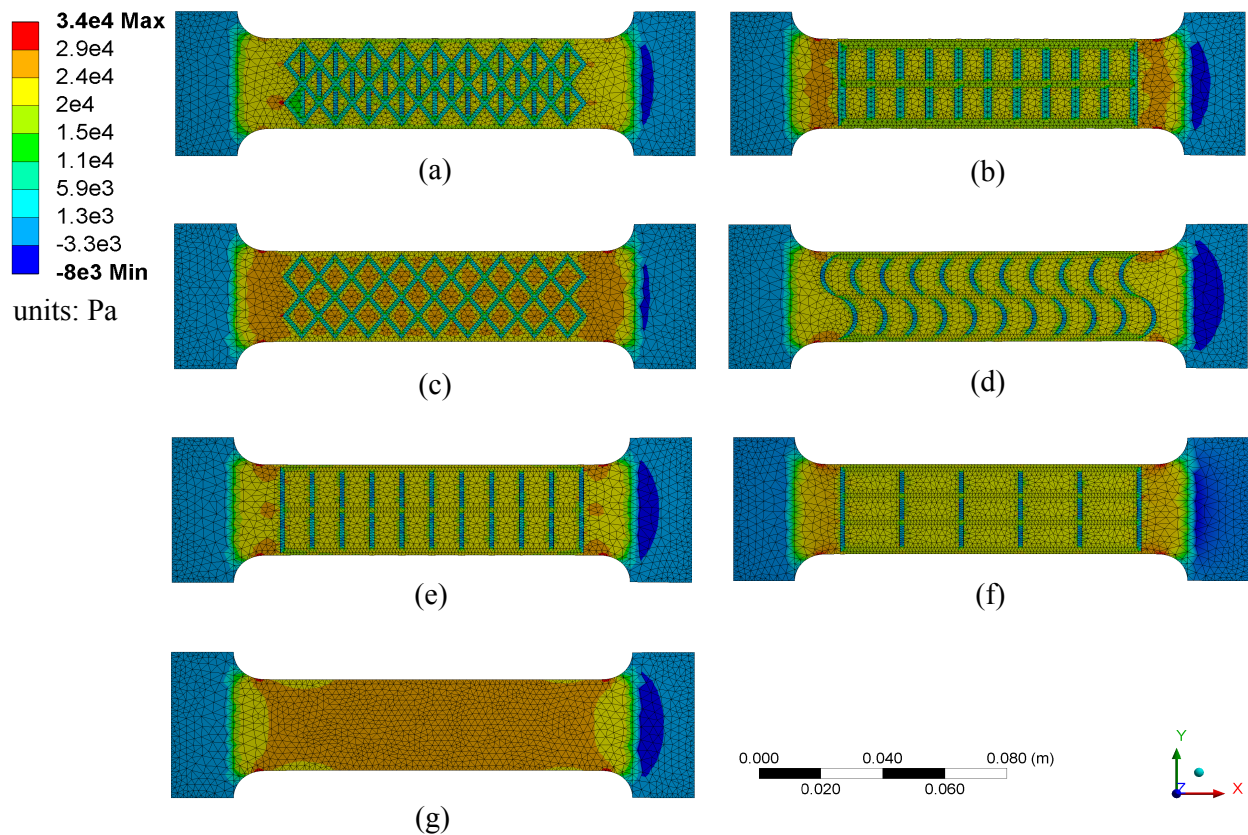 3.4e4 Max
2.9e4
2.4e4
2e4
1.5e4
1.1e4
5.9e3
1.3e3
-3.3e3
-8e3 Min
units: Pa
(a)
(b)
(c)
(d)
(e)
(f)
(g)
0.000 0.040 0.080 (m)
0.020 0.060
Y
Z
X